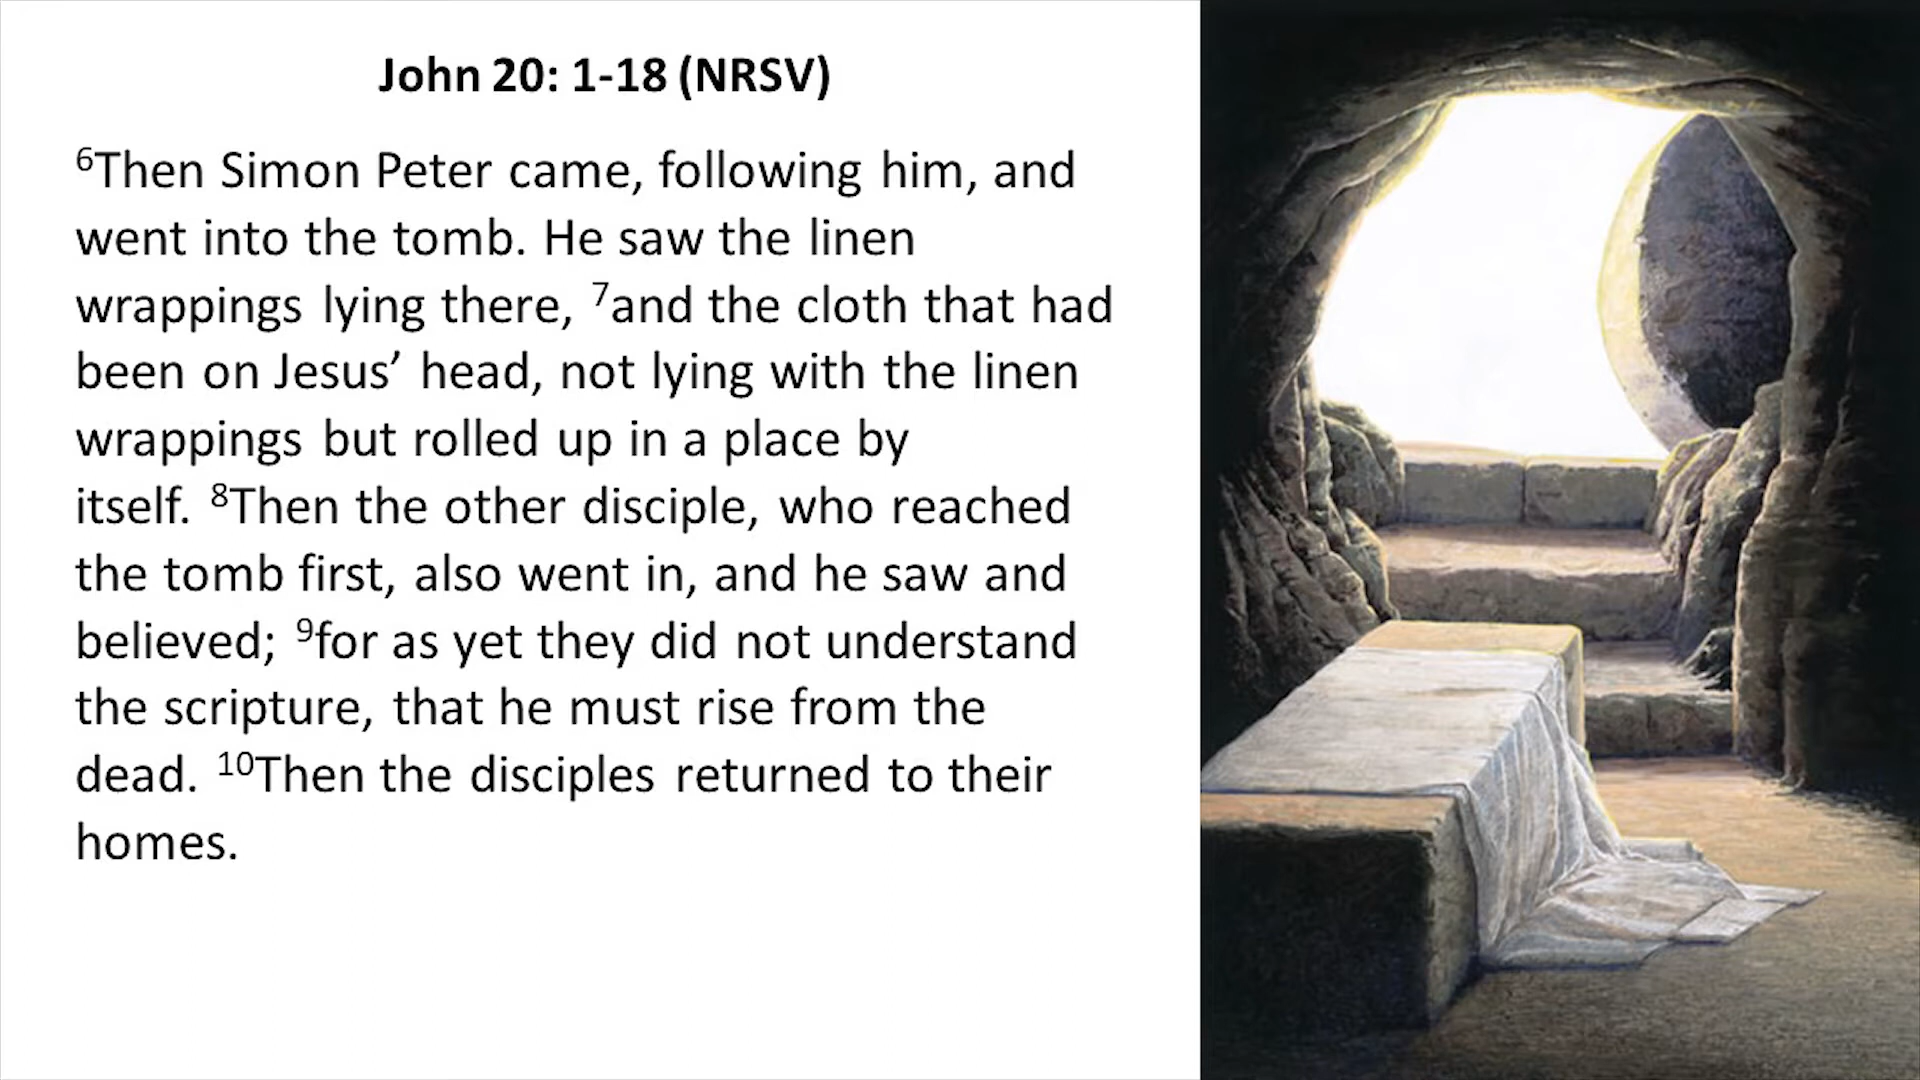 John 20: 1-18 (NRSV)
⁶Then Simon Peter came, following him, and
went into the tomb. He saw the linen
wrappings lying there, ⁷and the cloth that had
been on Jesus’ head, not lying with the linen
wrappings but rolled up in a place by
itself. ⁸Then the other disciple, who reached
the tomb first, also went in, and he saw and
believed; ⁹for as yet they did not understand
the scripture, that he must rise from the
dead. ¹⁰Then the disciples returned to their
homes.